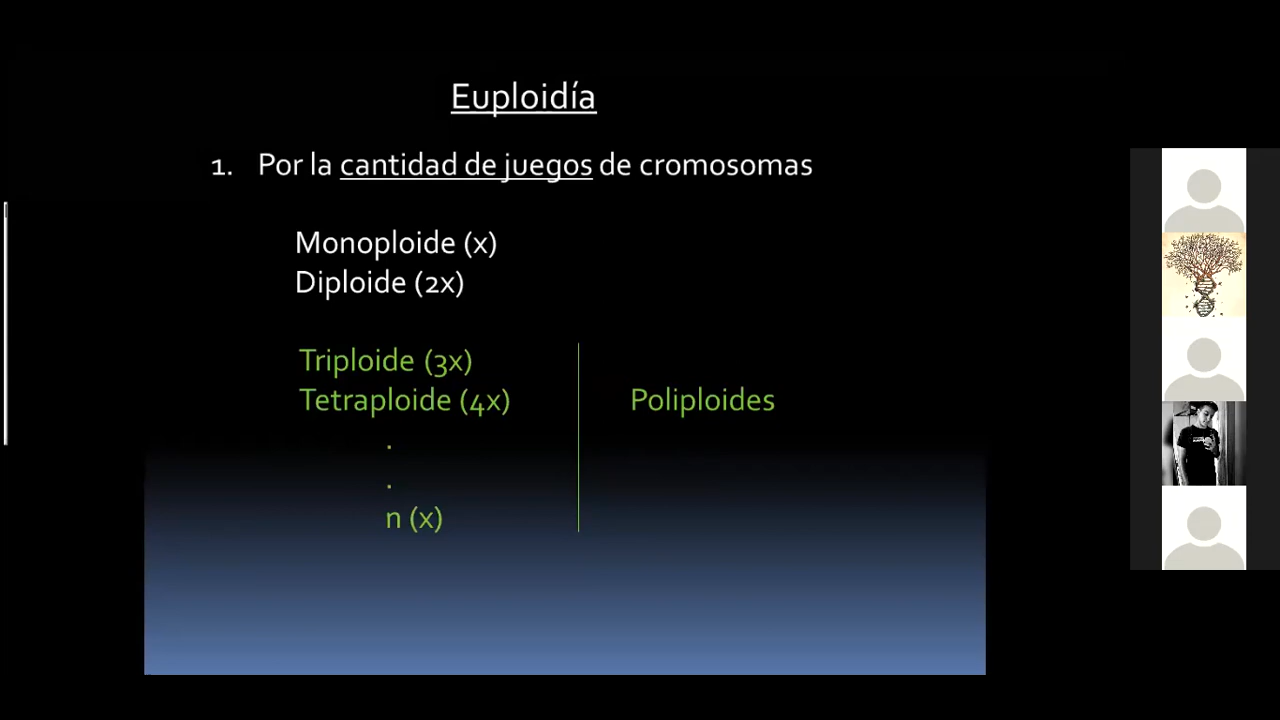 Euploidía
1. Por la cantidad de juegos de cromosomas
Monoploide (x)
Diploide (2x)
Triploide (3x)
Tetraploide (4x)
Poliploides
.
.
n (x)